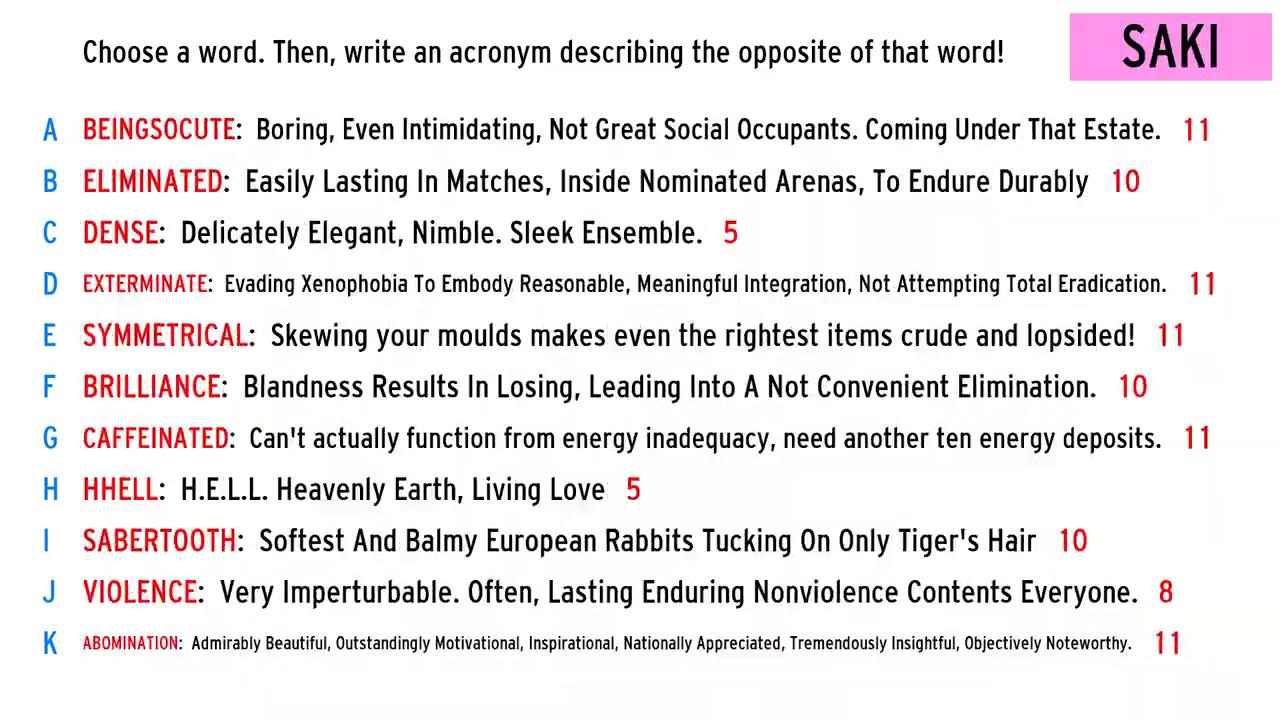 Choose a word. Then, write an acronym describing the opposite of that word!
SAKI
A BEINGSOCUTE: Boring, Even Intimidating, Not Great Social Occupants. Coming Under That Estate. 11
B ELIMINATED: Easily Lasting In Matches, Inside Nominated Arenas, To Endure Durably 10
C DENSE: Delicately Elegant, Nimble. Sleek Ensemble. 5
D EXTERMINATE: Evading Xenophobia To Embody Reasonable, Meaningful Integration, Not Attempting Total Eradication. 11
E SYMMETRICAL: Skewing your moulds makes even the rightest items crude and lopsided! 11
F BRILLIANCE: Blandness Results In Losing, Leading Into A Not Convenient Elimination. 10
G CAFFEINATED: Can't actually function from energy inadequacy, need another ten energy deposits. 11
H HHELL: H.E.L.L. Heavenly Earth, Living Love 5
I SABERTOOTH: Softest And Balmy European Rabbits Tucking On Only Tiger's Hair 10
J VIOLENCE: Very Imperturbable. Often, Lasting Enduring Nonviolence Contents Everyone. 8
K ABOMINATION: Admirably Beautiful, Outstandingly Motivational, Inspirational, Nationally Appreciated, Tremendously Insightful, Objectively Noteworthy. 11